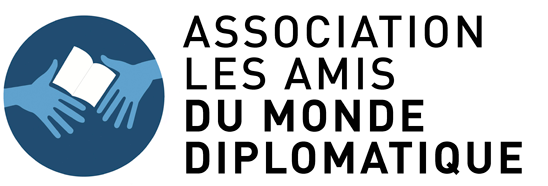 ASSOCIATION
LES AMIS
DU MONDE
DIPLOMATIQUE